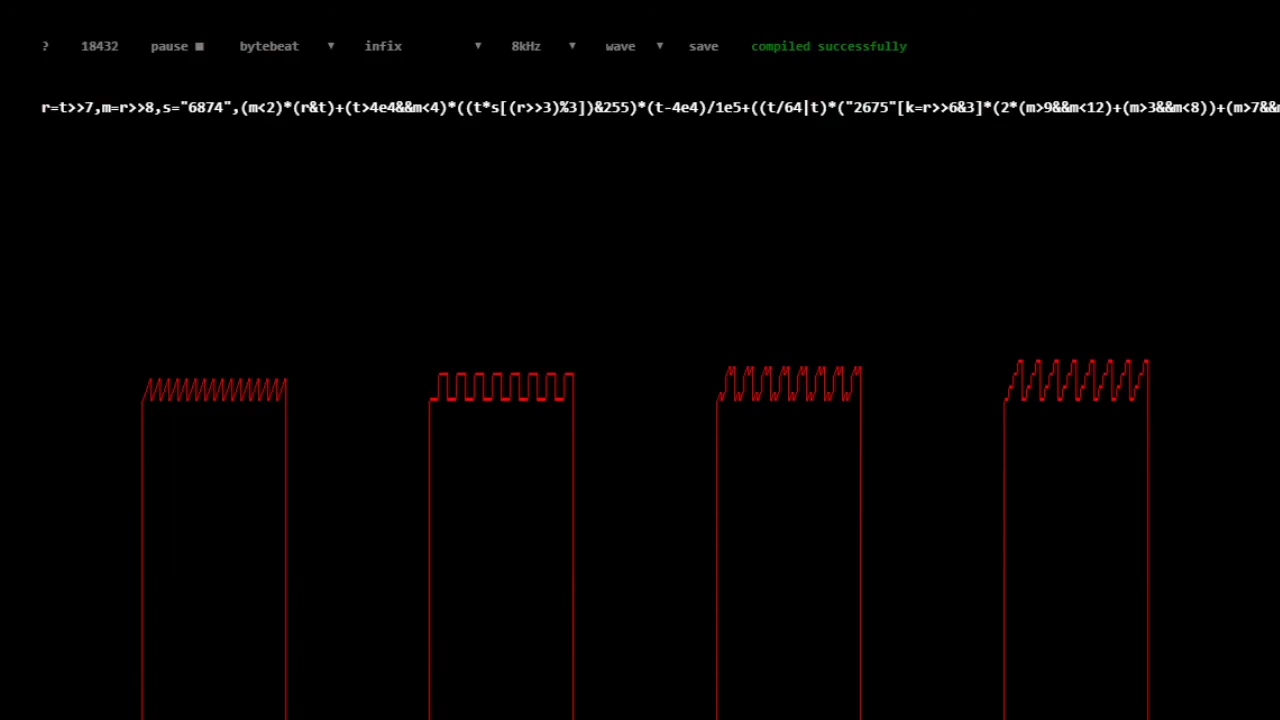 ? 18432 pause ■ bytebeat ▼ infix ▼ 8kHz ▼ wave ▼ save compiled successfully
r=t>>7,m=r>>8,s="6874",(m<2)*(r&t)+(t>4e4&&m<4)*((t*s[(r>>3)%3])&255)*(t-4e4)/1e5+((t/64|t)*("2675"[k=r>>6&3]*(2*(m>9&&m<12)+(m>3&&m<8))+(m>7&&m